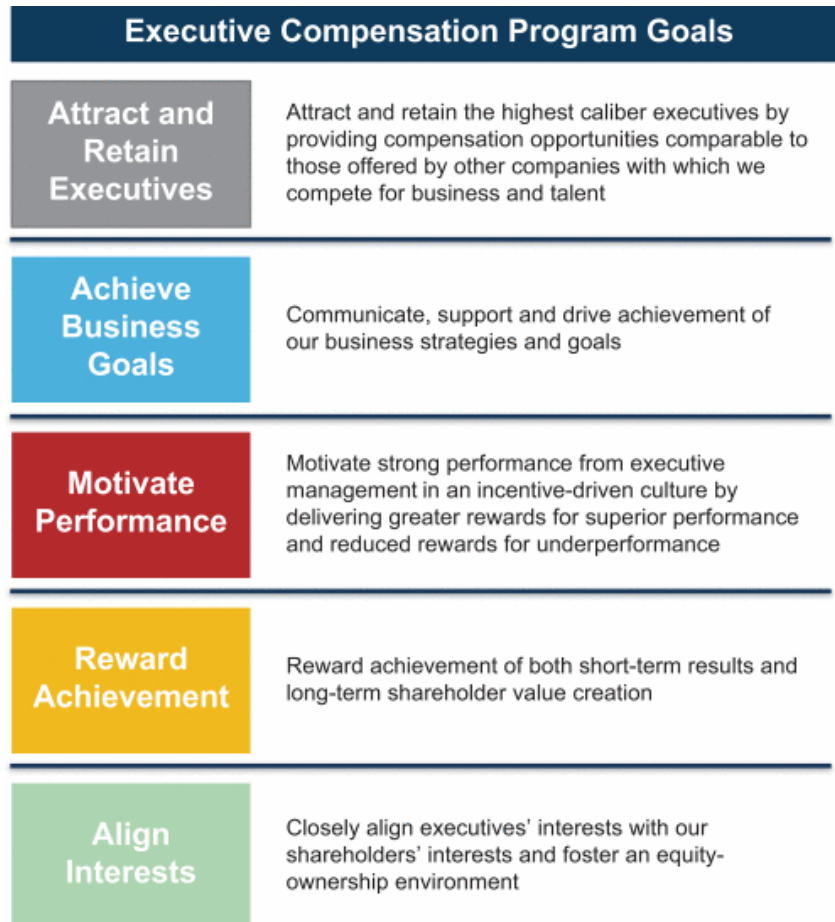 Executive Compensation Program Goals
Attract and
Retain
Executives
Attract and retain the highest caliber executives by
providing compensation opportunities comparable to
those offered by other companies with which we
compete for business and talent
Achieve
Business
Goals
Communicate, support and drive achievement of
our business strategies and goals
Motivate
Performance
Motivate strong performance from executive
management in an incentive-driven culture by
delivering greater rewards for superior performance
and reduced rewards for underperformance
Reward
Achievement
Reward achievement of both short-term results and
long-term shareholder value creation
Align
Interests
Closely align executives’ interests with our
shareholders’ interests and foster an equity-
ownership environment